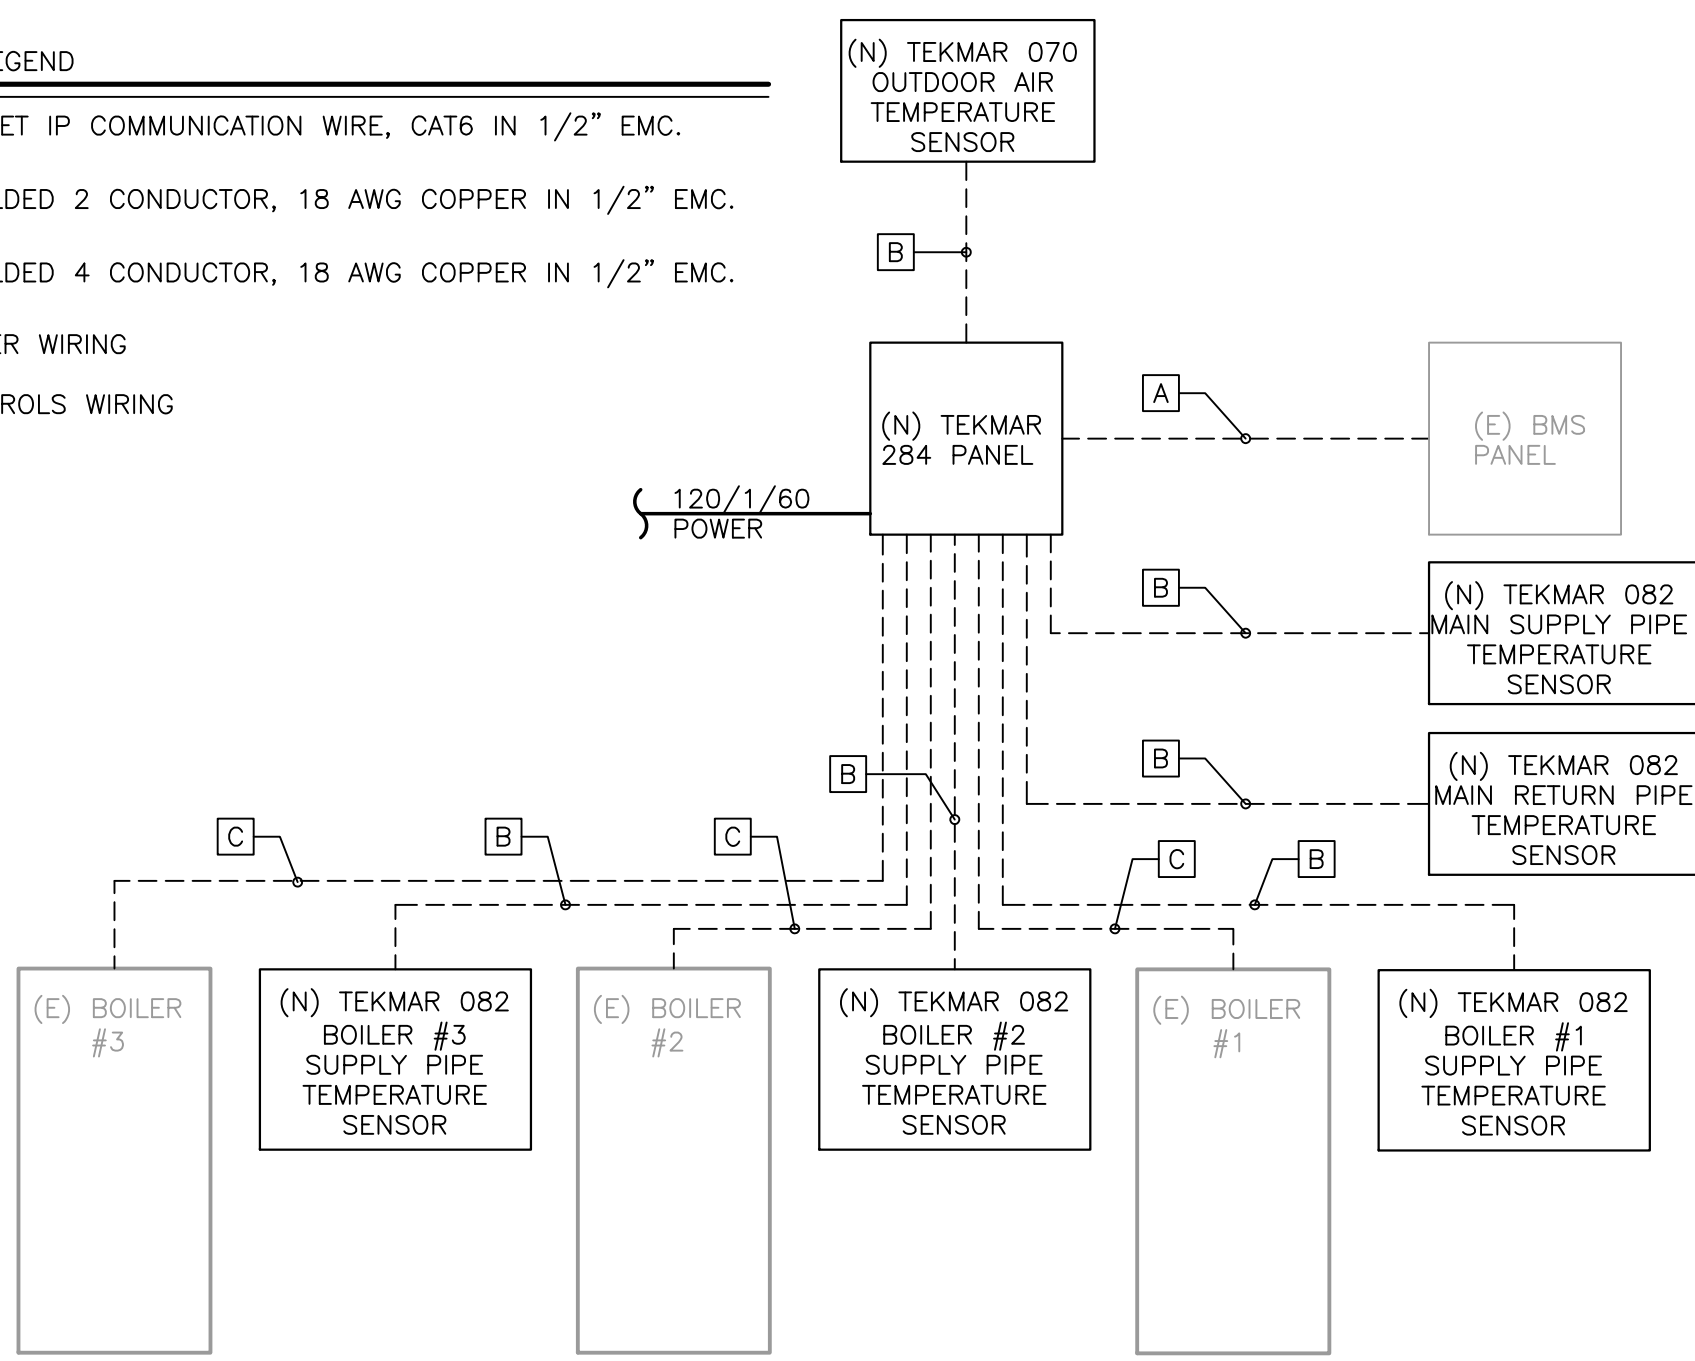 EGEND
ET IP COMMUNICATION WIRE, CAT6 IN 1/2" EMC.
LDED 2 CONDUCTOR, 18 AWG COPPER IN 1/2" EMC.
LDED 4 CONDUCTOR, 18 AWG COPPER IN 1/2" EMC.
ER WIRING
ROLS WIRING
(N) TEKMAR 070
OUTDOOR AIR
TEMPERATURE
SENSOR
B
(N) TEKMAR
284 PANEL
A
(E) BMS
PANEL
120/1/60
POWER
B
(N) TEKMAR 082
MAIN SUPPLY PIPE
TEMPERATURE
SENSOR
B
(N) TEKMAR 082
MAIN RETURN PIPE
TEMPERATURE
SENSOR
B
C
B
C
C
B
(E) BOILER
#3
(N) TEKMAR 082
BOILER #3
SUPPLY PIPE
TEMPERATURE
SENSOR
(E) BOILER
#2
(N) TEKMAR 082
BOILER #2
SUPPLY PIPE
TEMPERATURE
SENSOR
(E) BOILER
#1
(N) TEKMAR 082
BOILER #1
SUPPLY PIPE
TEMPERATURE
SENSOR